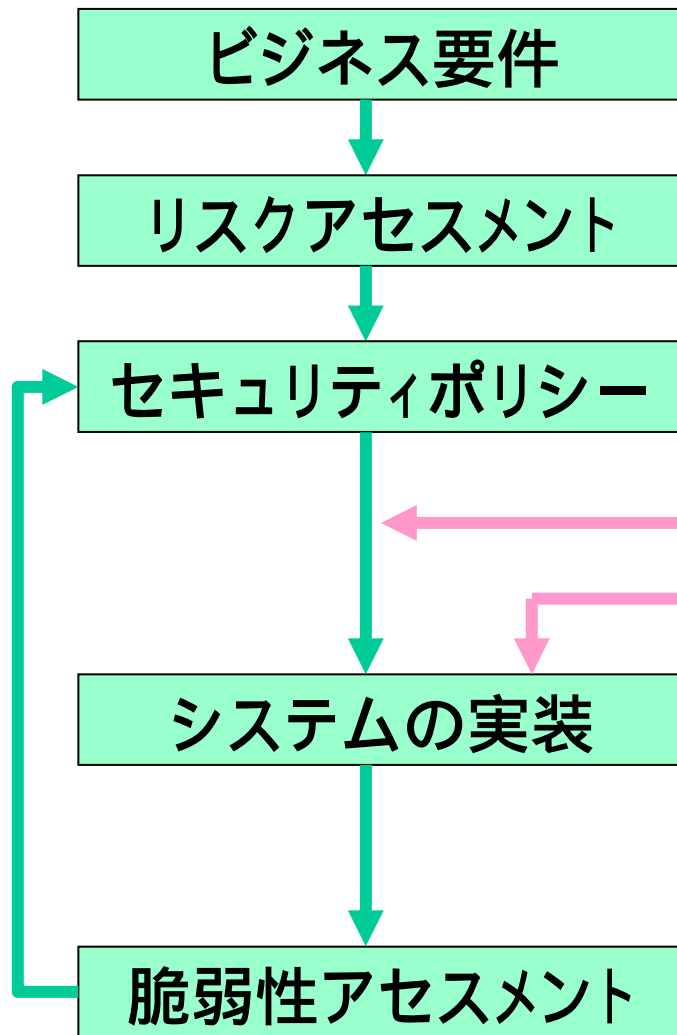 ビジネス要件
リスクアセスメント
セキュリティポリシー
システムの実装
脆弱性アセスメント